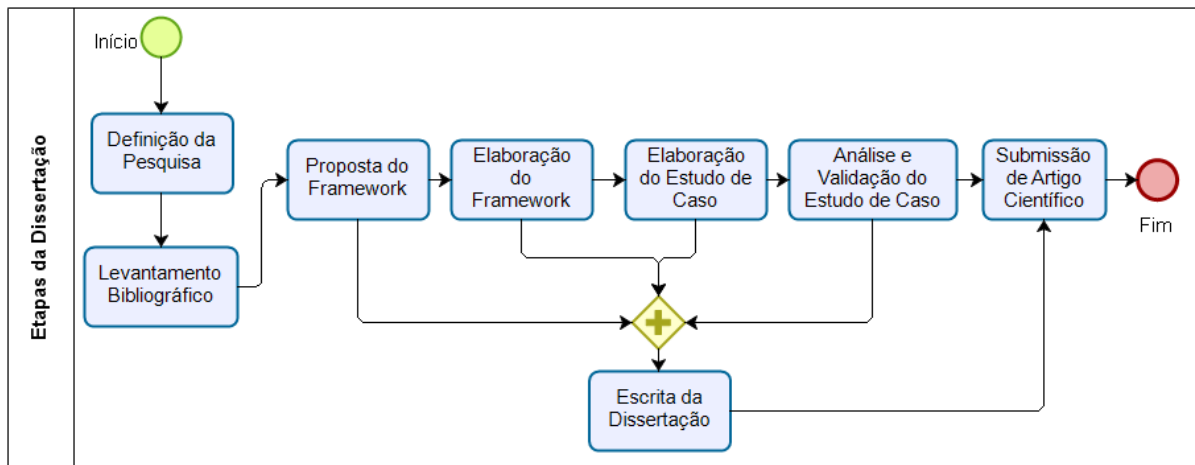 Etapas da Dissertação
Início
Definição da
Pesquisa
Levantamento
Bibliográfico
Proposta do
Framework
Elaboração
do
Framework
Elaboração
do Estudo de
Caso
Análise e
Validação do
Estudo de Caso
Submissão
de Artigo
Científico
Fim
Escrita da
Dissertação